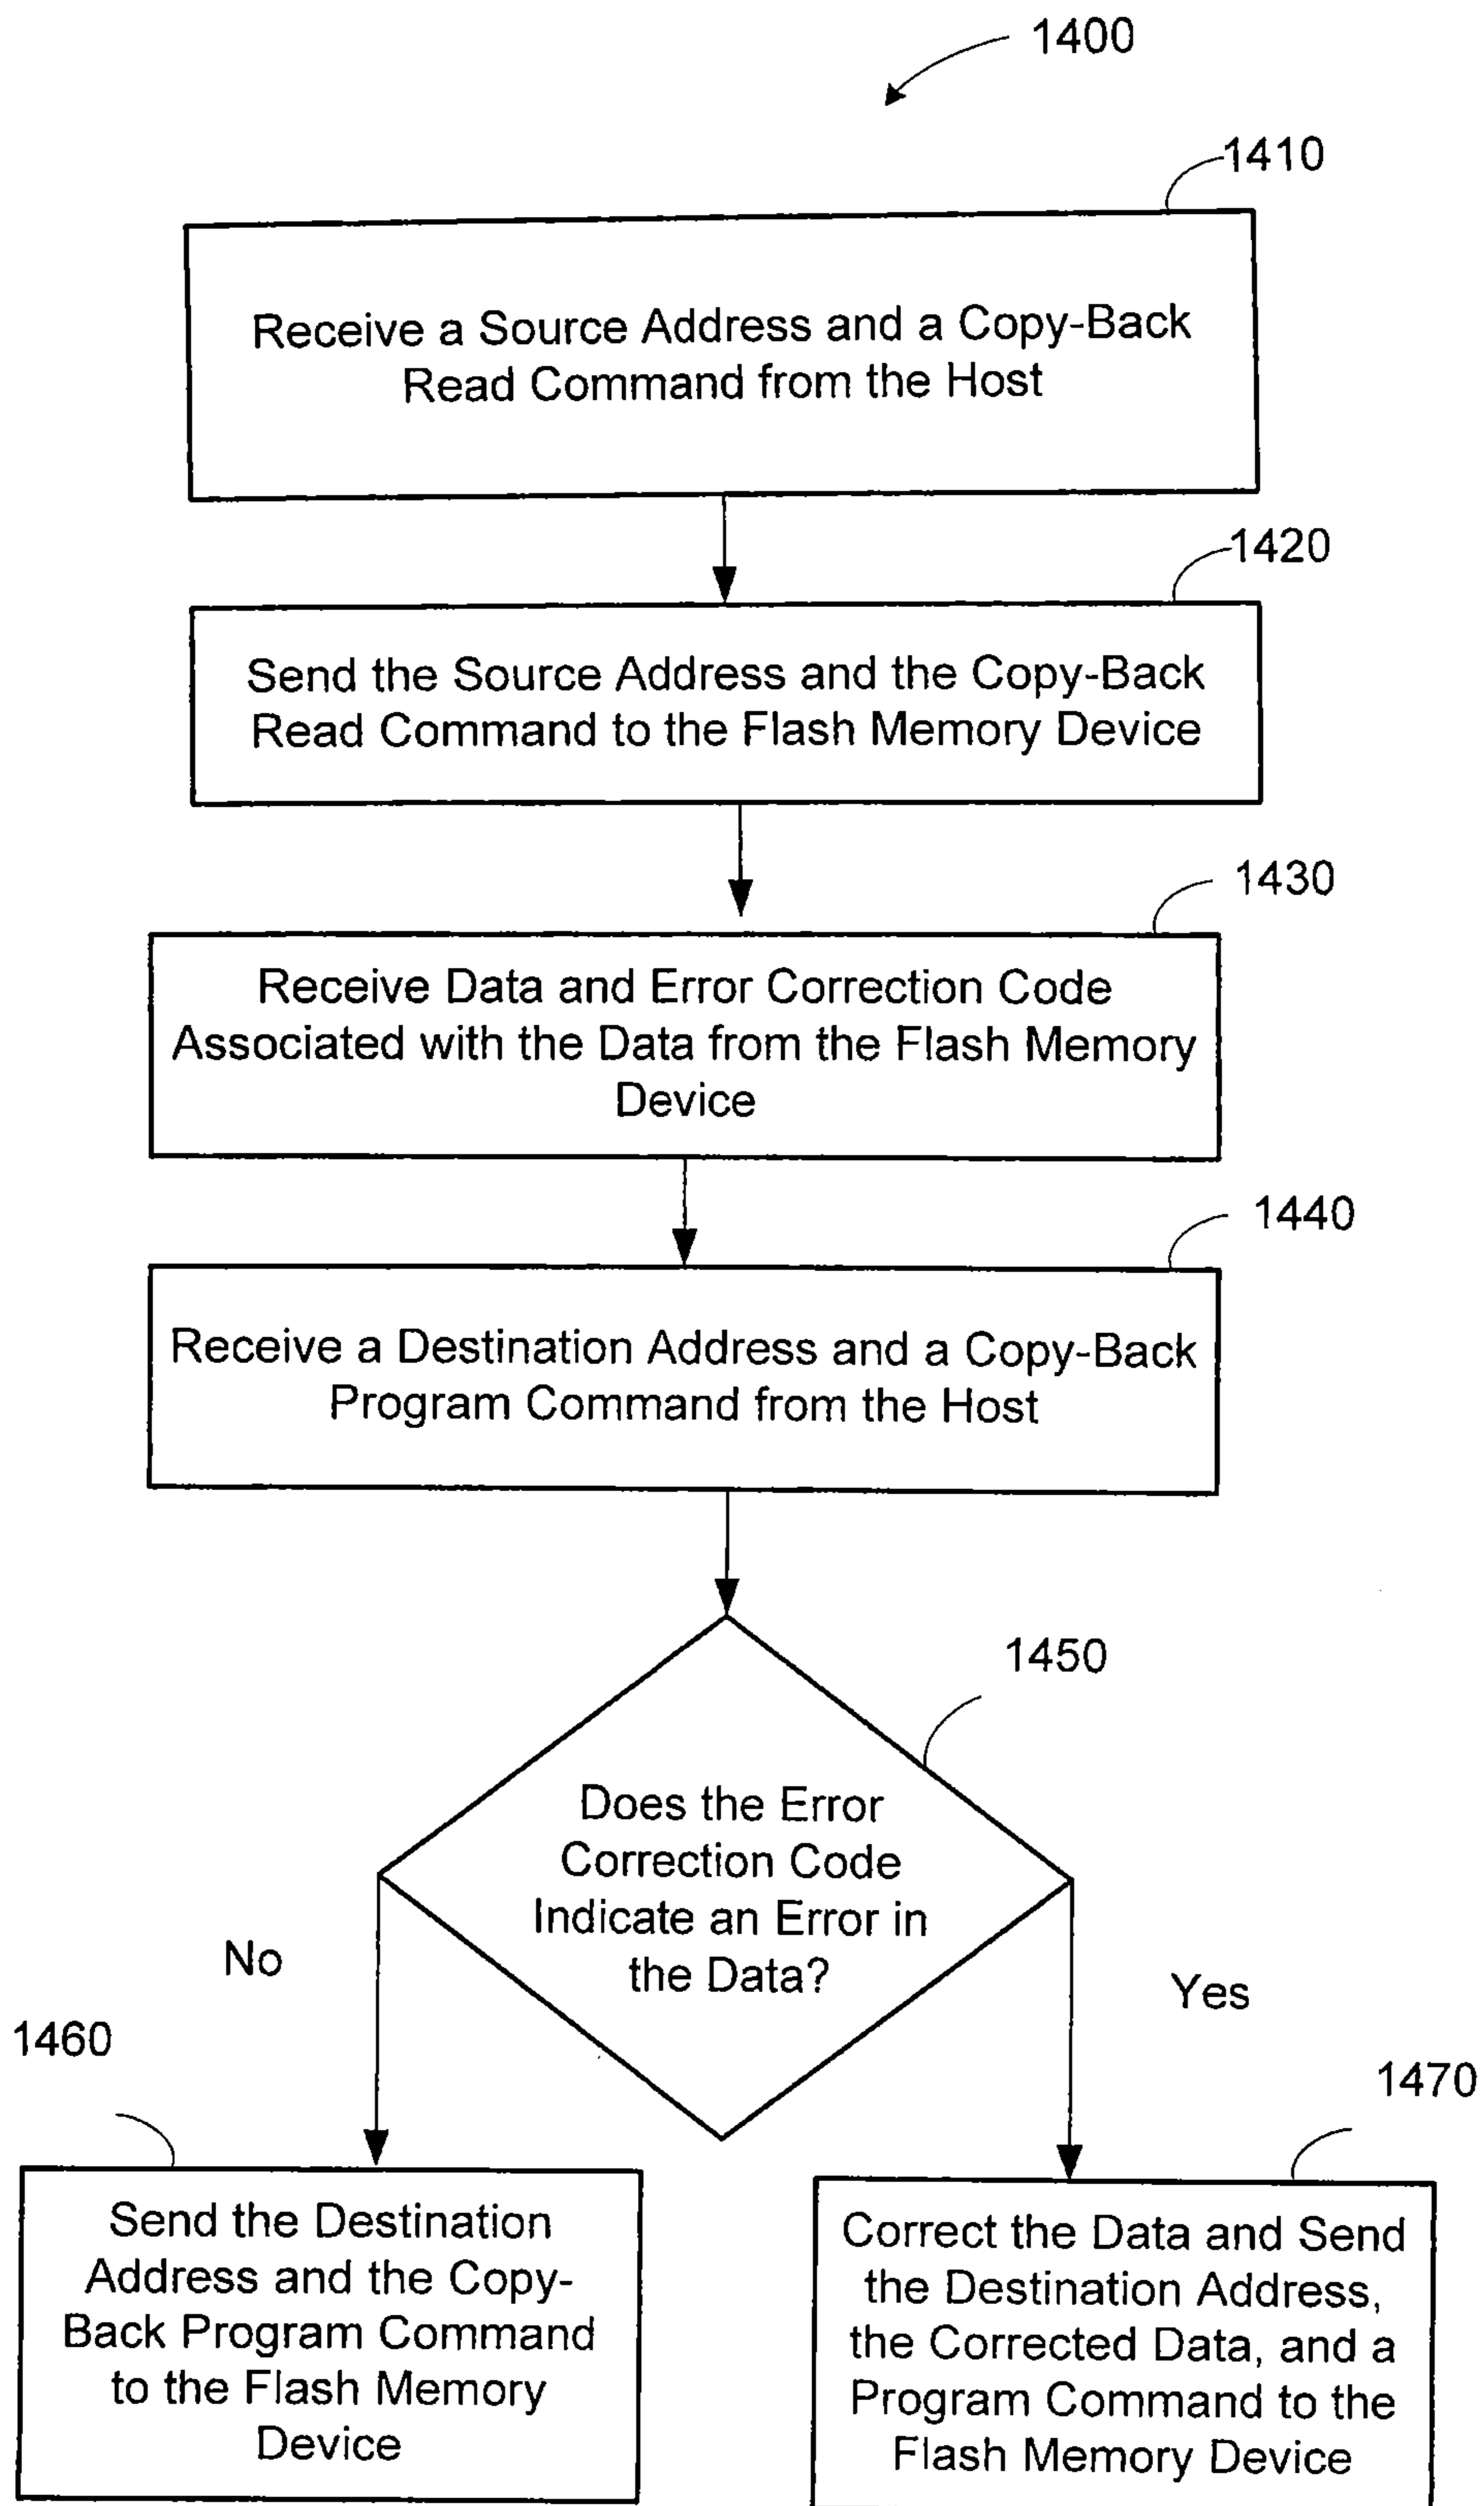 1400
1410
Receive a Source Address and a Copy-Back
Read Command from the Host
1420
Send the Source Address and the Copy-Back
Read Command to the Flash Memory Device
1430
Receive Data and Error Correction Code
Associated with the Data from the Flash Memory
Device
1440
Receive a Destination Address and a Copy-Back
Program Command from the Host
1450
Does the Error
Correction Code
Indicate an Error in
the Data?
No
Yes
1460
Send the Destination
Address and the Copy-
Back Program Command
to the Flash Memory
Device
1470
Correct the Data and Send
the Destination Address,
the Corrected Data, and a
Program Command to the
Flash Memory Device